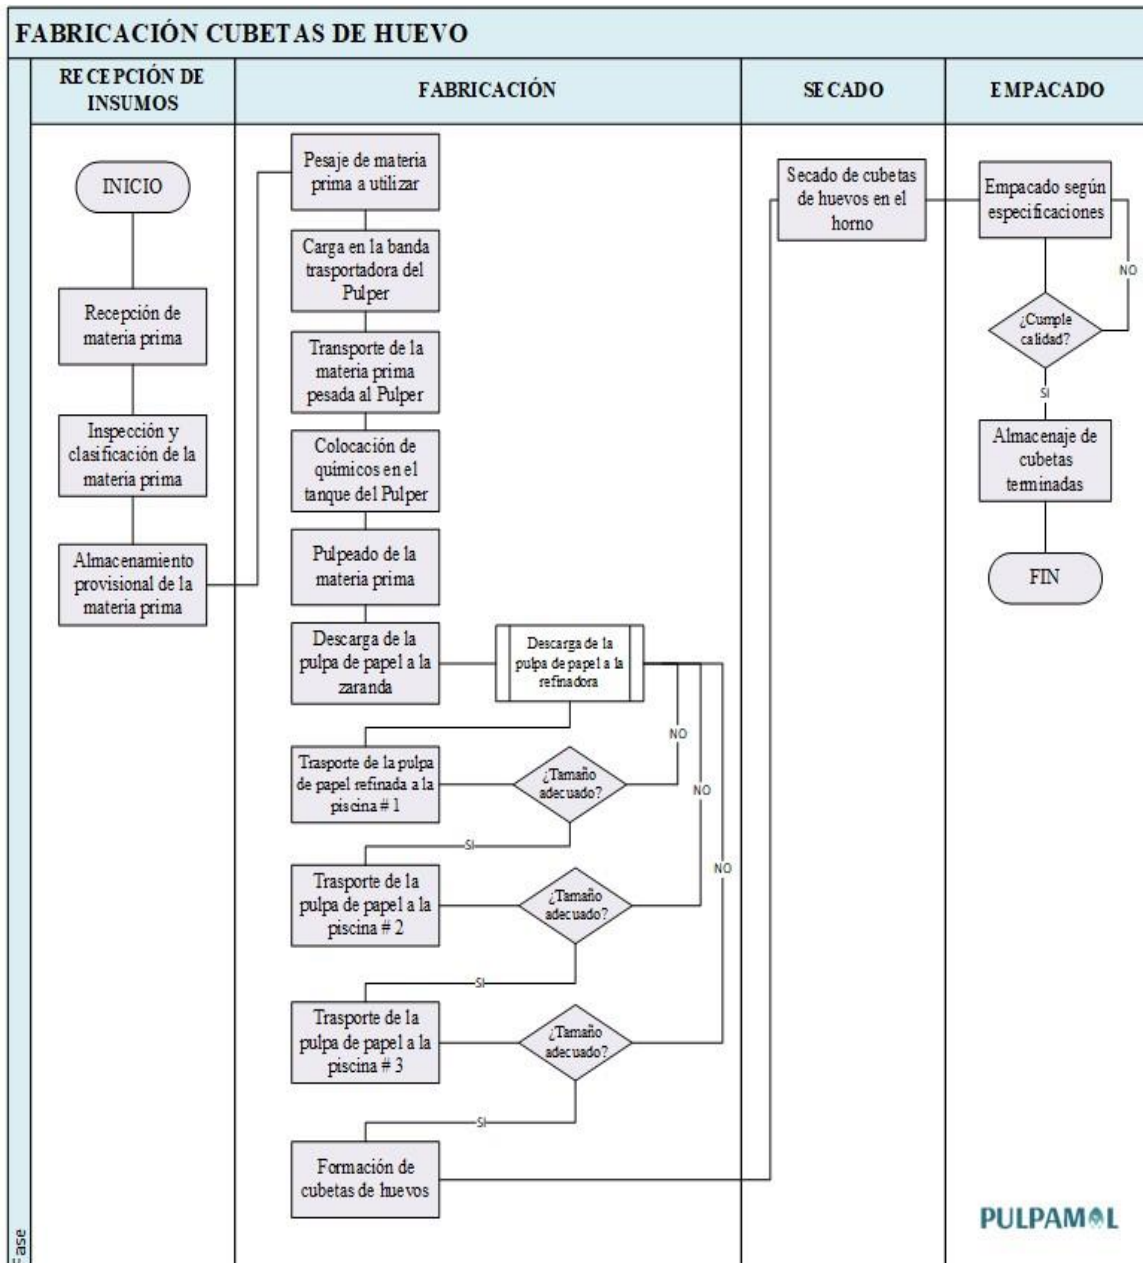 FABRICACIÓN CUBETAS DE HUEVO
RECEPCIÓN DE
INSUMOS
FABRICACIÓN
SECADO
EMPACADO
INICIO
Recepción de
materia prima
Inspección y
clasificación de la
materia prima
Almacenamiento
provisional de la
materia prima
Pesaje de materia
prima a utilizar
Carga en la banda
trasportadora del
Pulper
Transporte de la
materia prima
pesada al Pulper
Colocación de
químicos en el
tanque del Pulper
Pulpeado de la
materia prima
Descarga de la
pulpa de papel a la
zaranda
Descarga de la
pulpa de papel a la
refinadora
NO
NO
NO
Trasporte de la pulpa
de papel refinada a la
piscina # 1
¿Tamaño
adecuado?
SI
Trasporte de la
pulpa de papel a la
piscina # 2
¿Tamaño
adecuado?
SI
Trasporte de la
pulpa de papel a la
piscina # 3
¿Tamaño
adecuado?
SI
Formación de
cubetas de huevos
Secado de cubetas
de huevos en el
horno
Empacado según
especificaciones
NO
¿Cumple
calidad?
SI
Almacenaje de
cubetas
terminadas
FIN
PULPAMOL
Fase